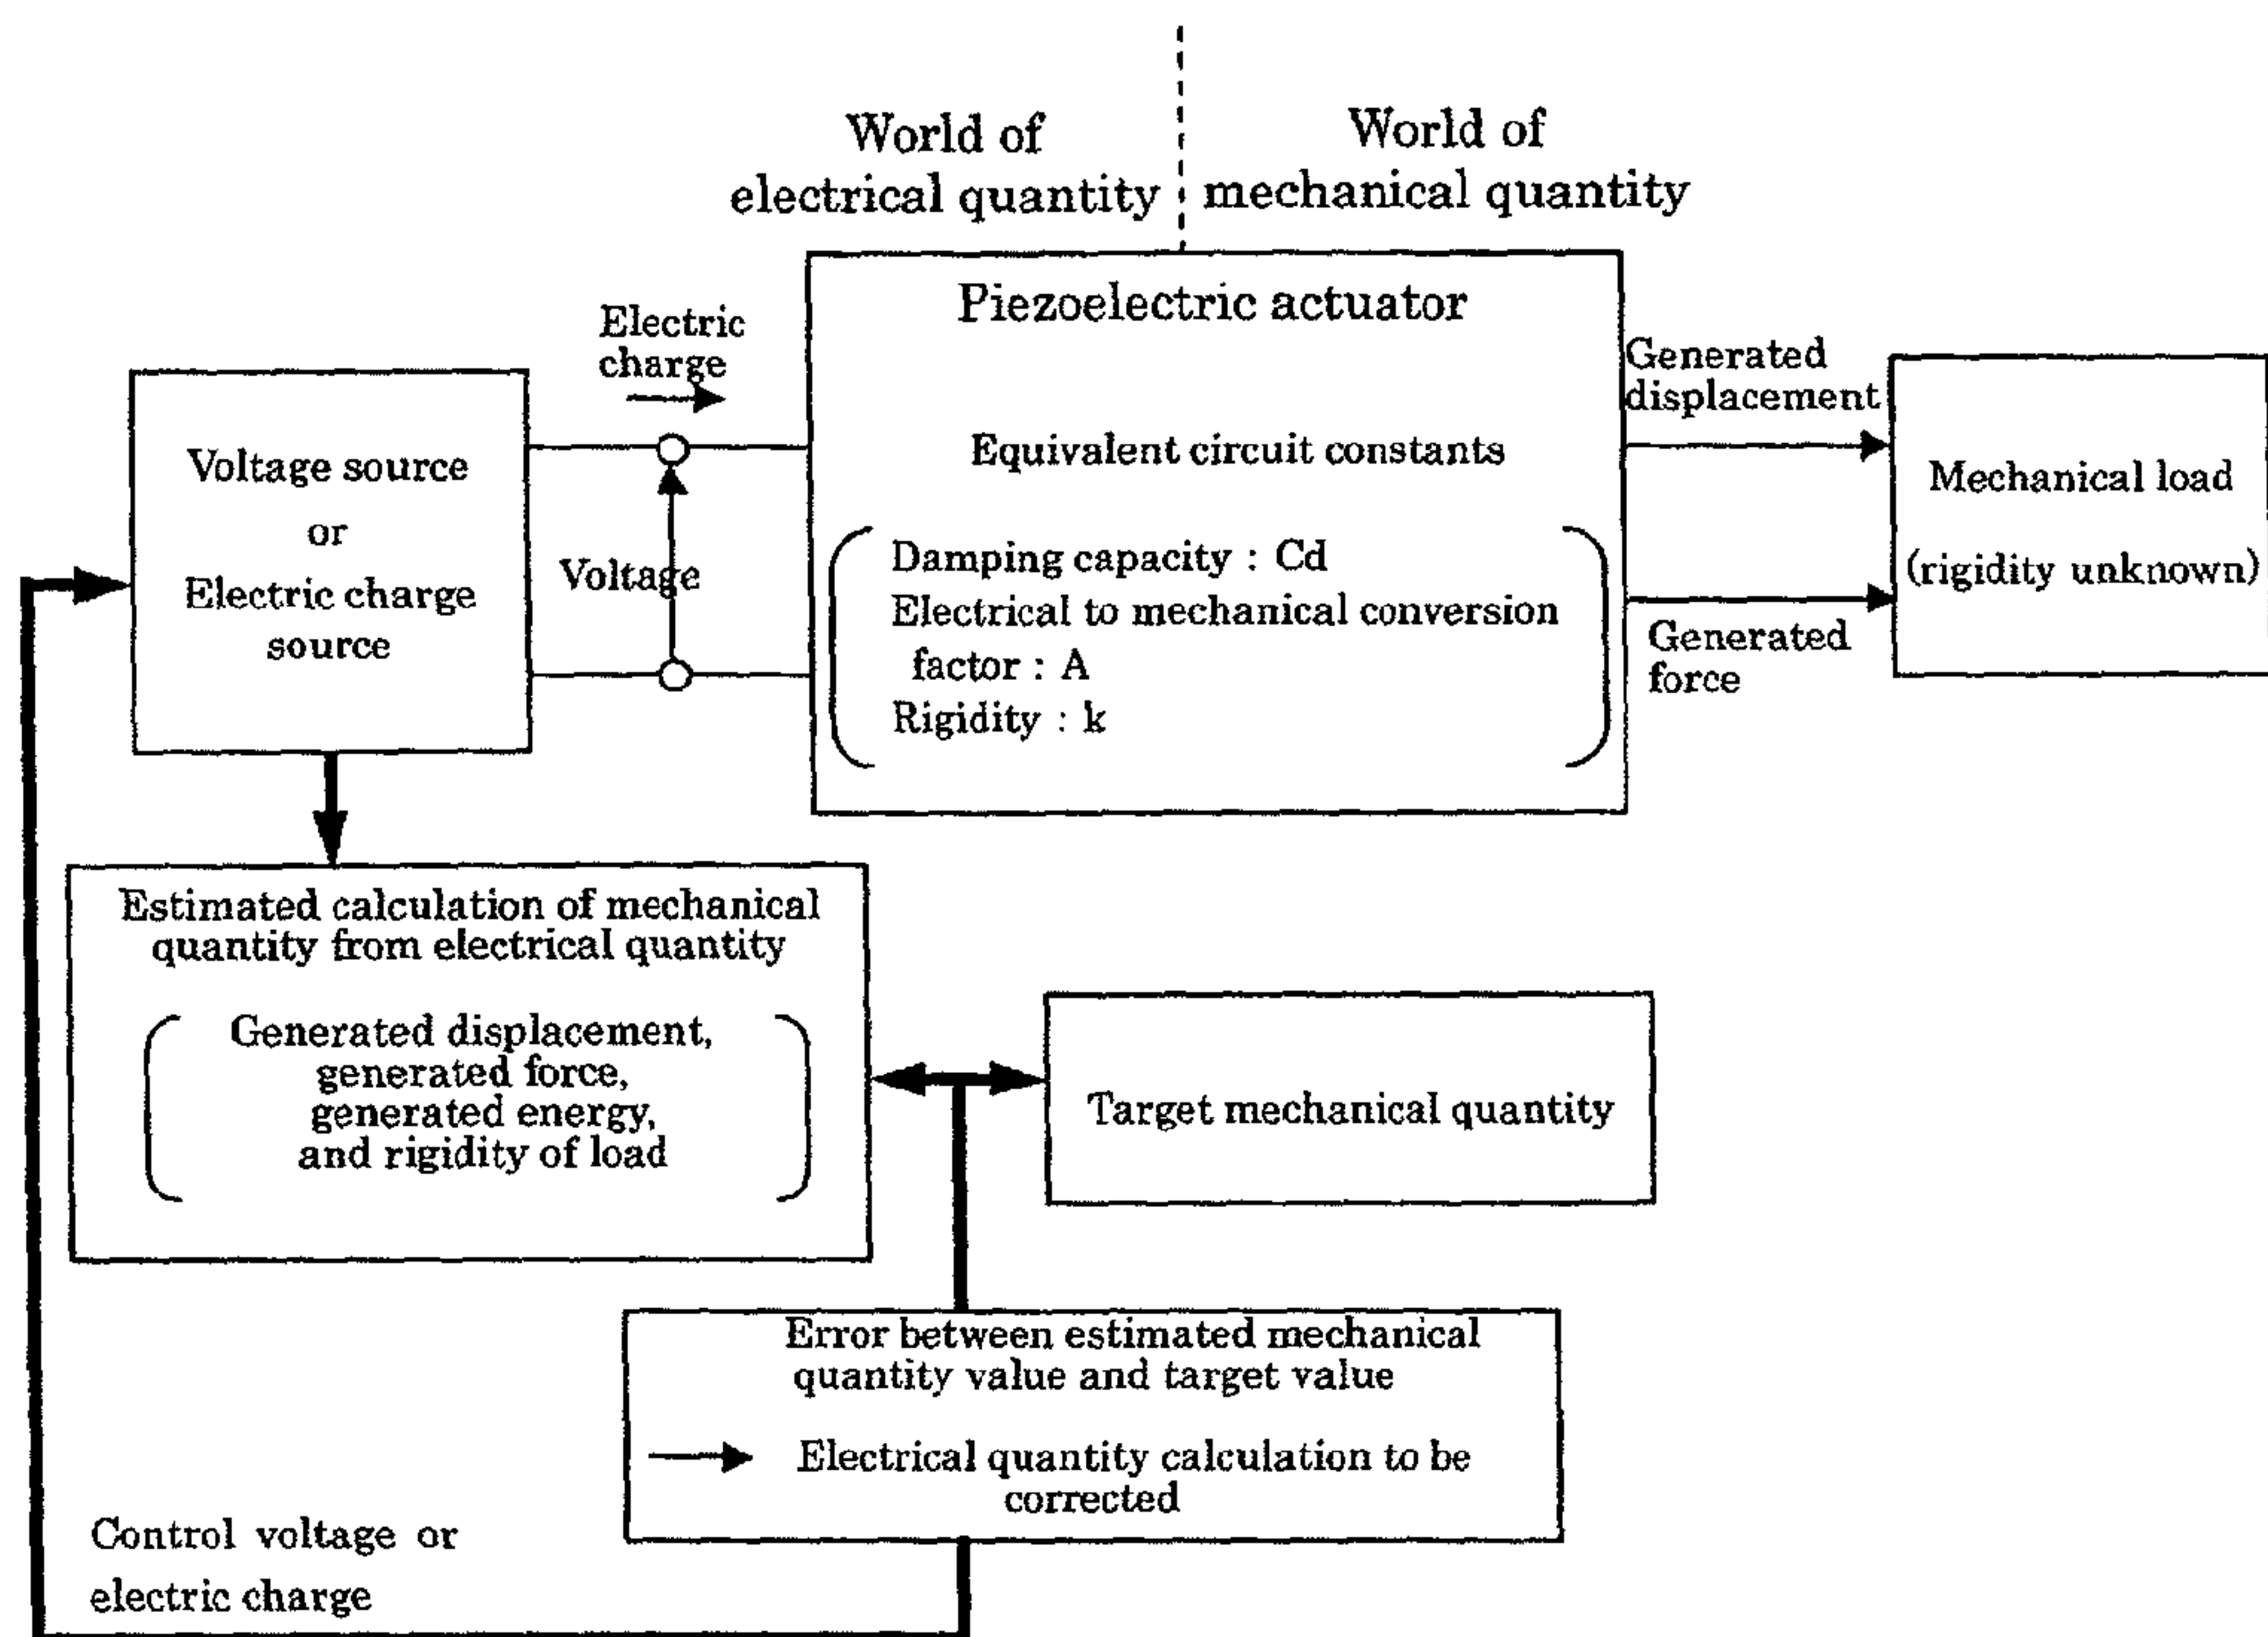 World of
electrical quantity
World of
mechanical quantity
Piezoelectric actuator
Electric
charge
Voltage source
or
Electric charge
source
Voltage
Equivalent circuit constants
Damping capacity : Cd
Electrical to mechanical conversion
factor : A
Rigidity : k
Generated
displacement
Generated
force
Mechanical load
(rigidity unknown)
Estimated calculation of mechanical
quantity from electrical quantity
Generated displacement,
generated force,
generated energy,
and rigidity of load
Target mechanical quantity
Error between estimated mechanical
quantity value and target value
Electrical quantity calculation to be
corrected
Control voltage or
electric charge